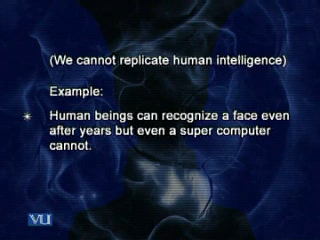 (We cannot replicate human intelligence)
Example:
Human beings can recognize a face even
after years but even a super computer
cannot.
VU